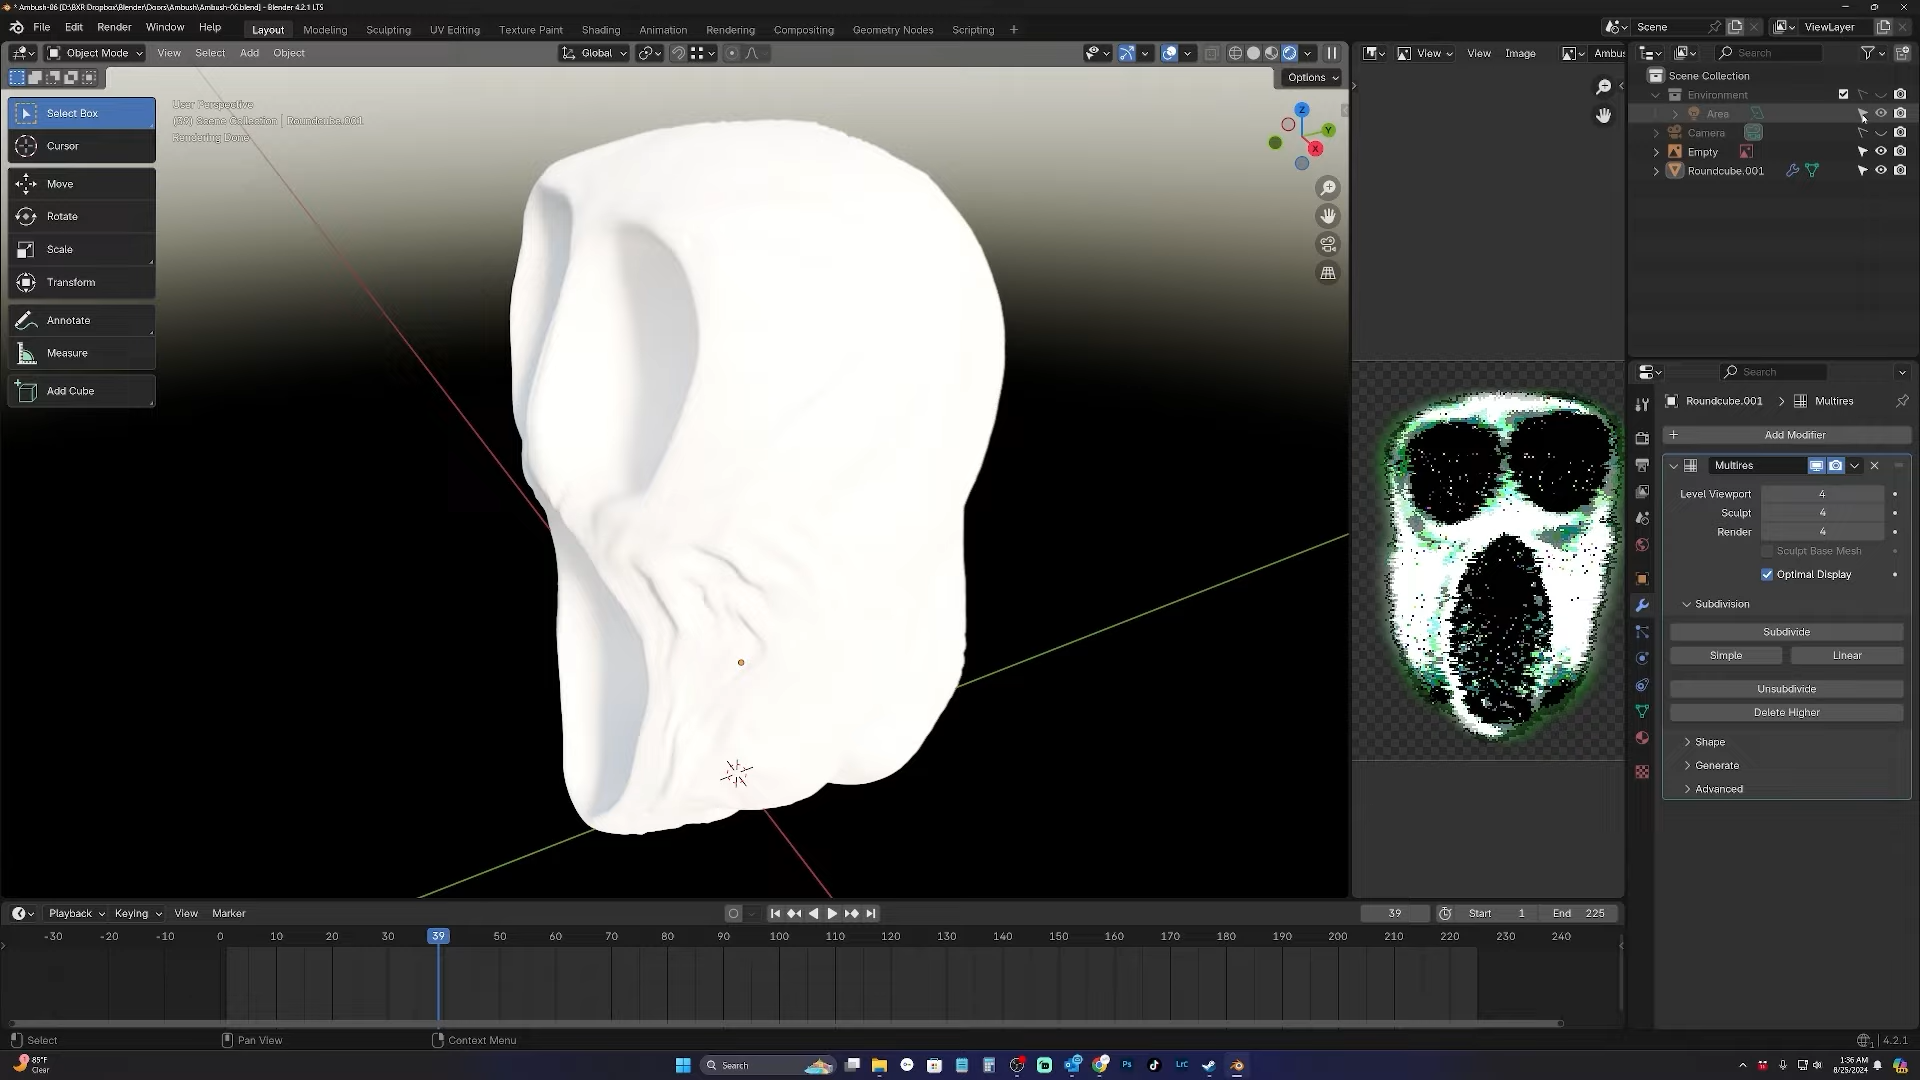 * Ambush-06 [D:\BXR Dropbox\Blender\Doors\Ambush\Ambush-06.blend] - Blender 4.2.1 LTS
File Edit Render Window Help Layout Modeling Sculpting UV Editing Texture Paint Shading Animation Rendering Compositing Geometry Nodes Scripting + Scene ViewLayer
Object Mode View Select Add Object Global View View Image Ambus Search
Options
Scene Collection
Environment
Area
Camera
Empty
Roundcube.001
Select Box
Cursor
Move
Rotate
Scale
Transform
Annotate
Measure
Add Cube
User Perspective
(39) Scene Collection | Roundcube.001
Rendering Done
Z
Y
X
Search
Roundcube.001 > Multires
+ Add Modifier
Multires
Level Viewport 4
Sculpt 4
Render 4
Sculpt Base Mesh
Optimal Display
Subdivision
Subdivide
Simple Linear
Unsubdivide
Delete Higher
Shape
Generate
Advanced
Playback Keying View Marker 39 Start 1 End 225
-30 -20 -10 0 10 20 30 39 50 60 70 80 90 100 110 120 130 140 150 160 170 180 190 200 210 220 230 240
Select Pan View Context Menu 4.2.1
85°F
Clear
Search
Ps
LrC
1:36 AM
8/25/2024